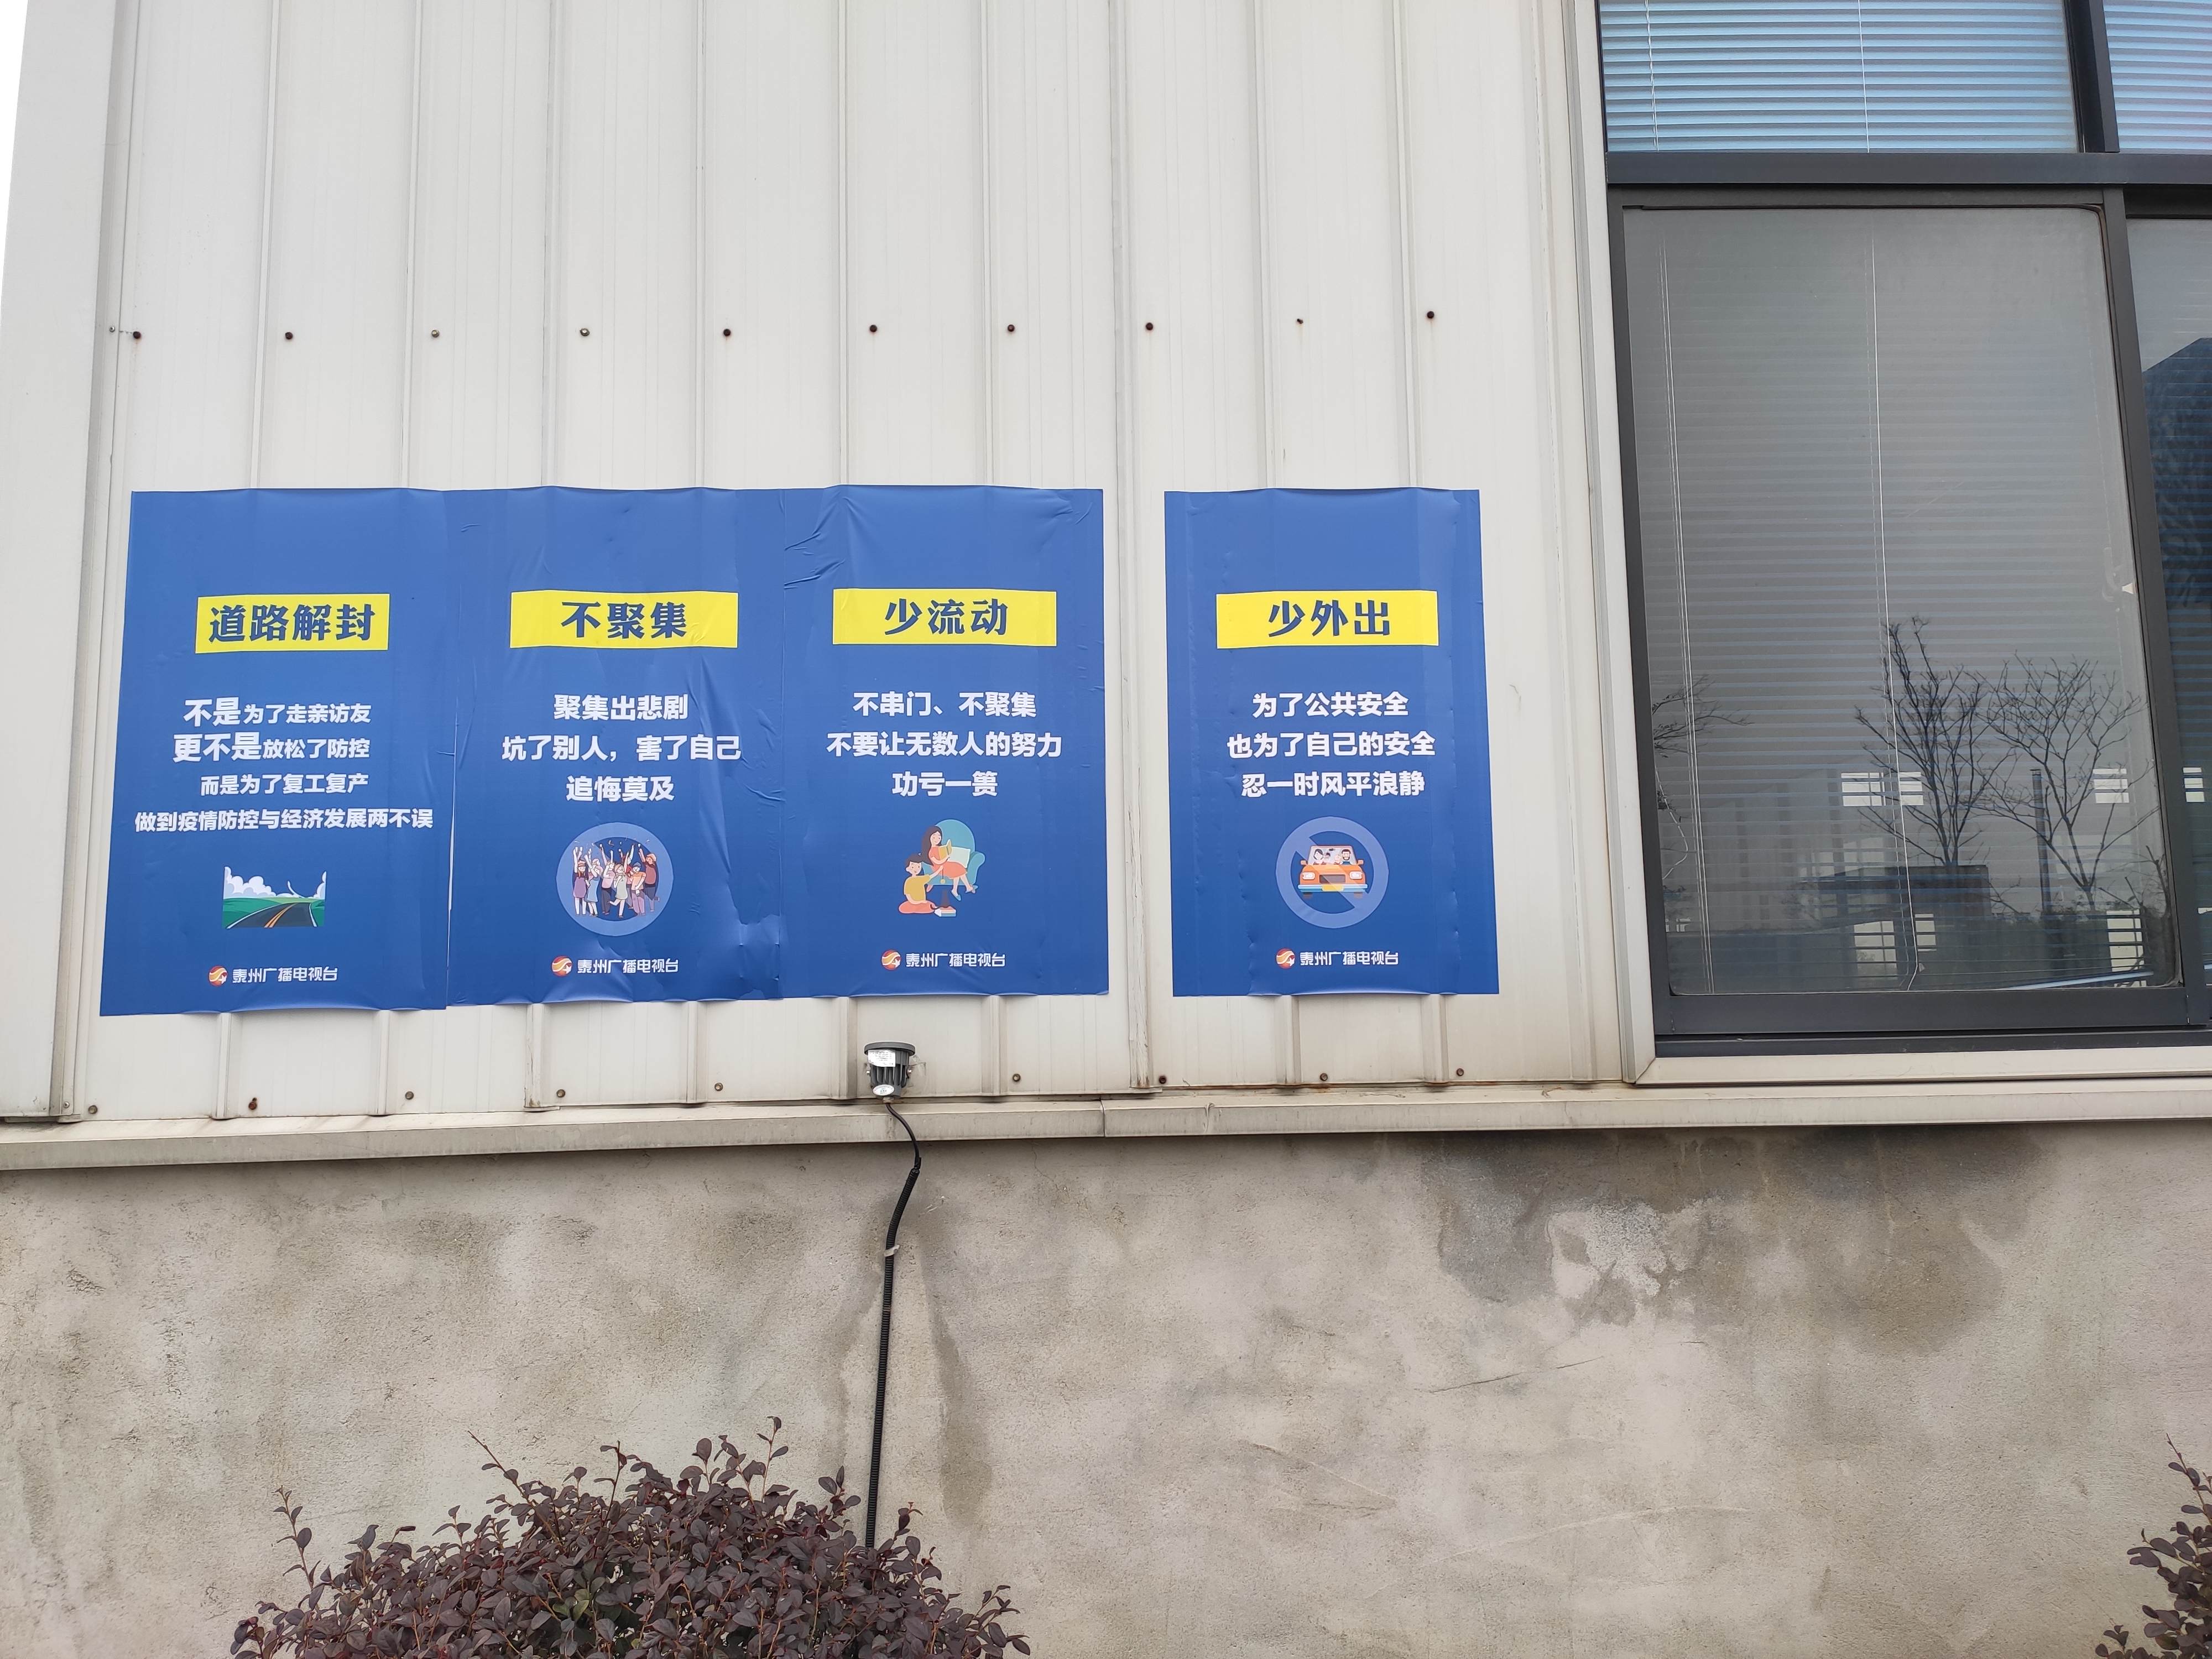 道路解封
不是为了走亲访友
更不是放松了防控
而是为了复工复产
做到疫情防控与经济发展两不误
泰州广播电视台
不聚集
聚集出悲剧
坑了别人，害了自己
追悔莫及
泰州广播电视台
少流动
不串门、不聚集
不要让无数人的努力
功亏一篑
泰州广播电视台
少外出
为了公共安全
也为了自己的安全
忍一时风平浪静
泰州广播电视台